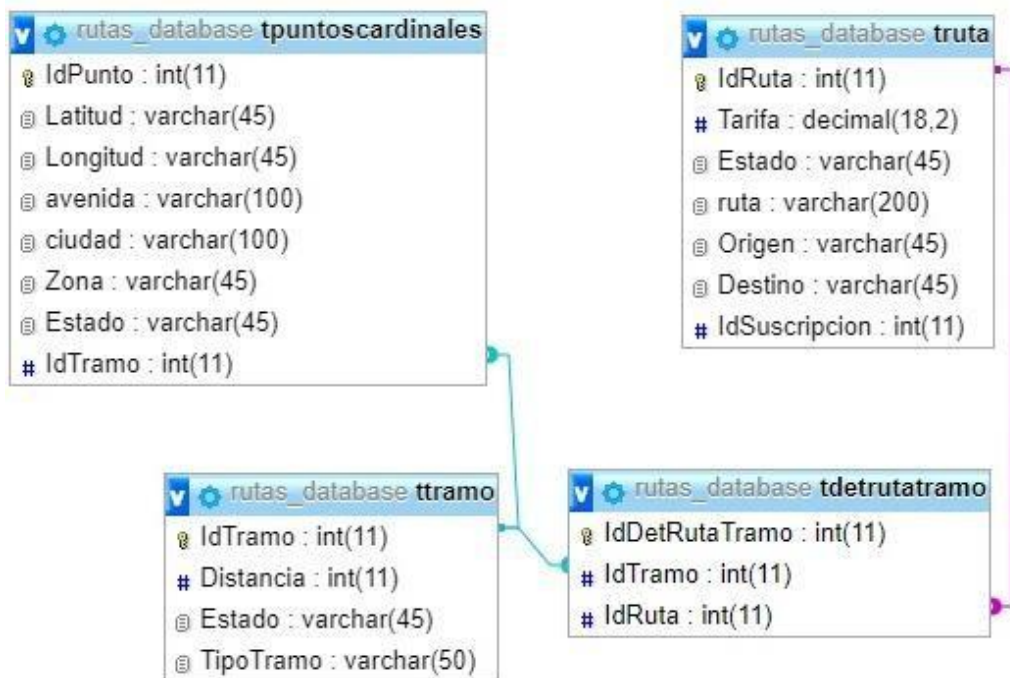 rutas_database tpuntoscardinales
IdPunto : int(11)
Latitud : varchar(45)
Longitud : varchar(45)
avenida : varchar(100)
ciudad : varchar(100)
Zona : varchar(45)
Estado : varchar(45)
# IdTramo : int(11)
rutas_database truta
IdRuta : int(11)
# Tarifa : decimal(18,2)
Estado : varchar(45)
ruta : varchar(200)
Origen : varchar(45)
Destino : varchar(45)
# IdSuscripcion : int(11)
rutas_database ttramo
IdTramo : int(11)
# Distancia : int(11)
Estado : varchar(45)
TipoTramo : varchar(50)
rutas_database tdetrutatramo
IdDetRutaTramo : int(11)
# IdTramo : int(11)
# IdRuta : int(11)